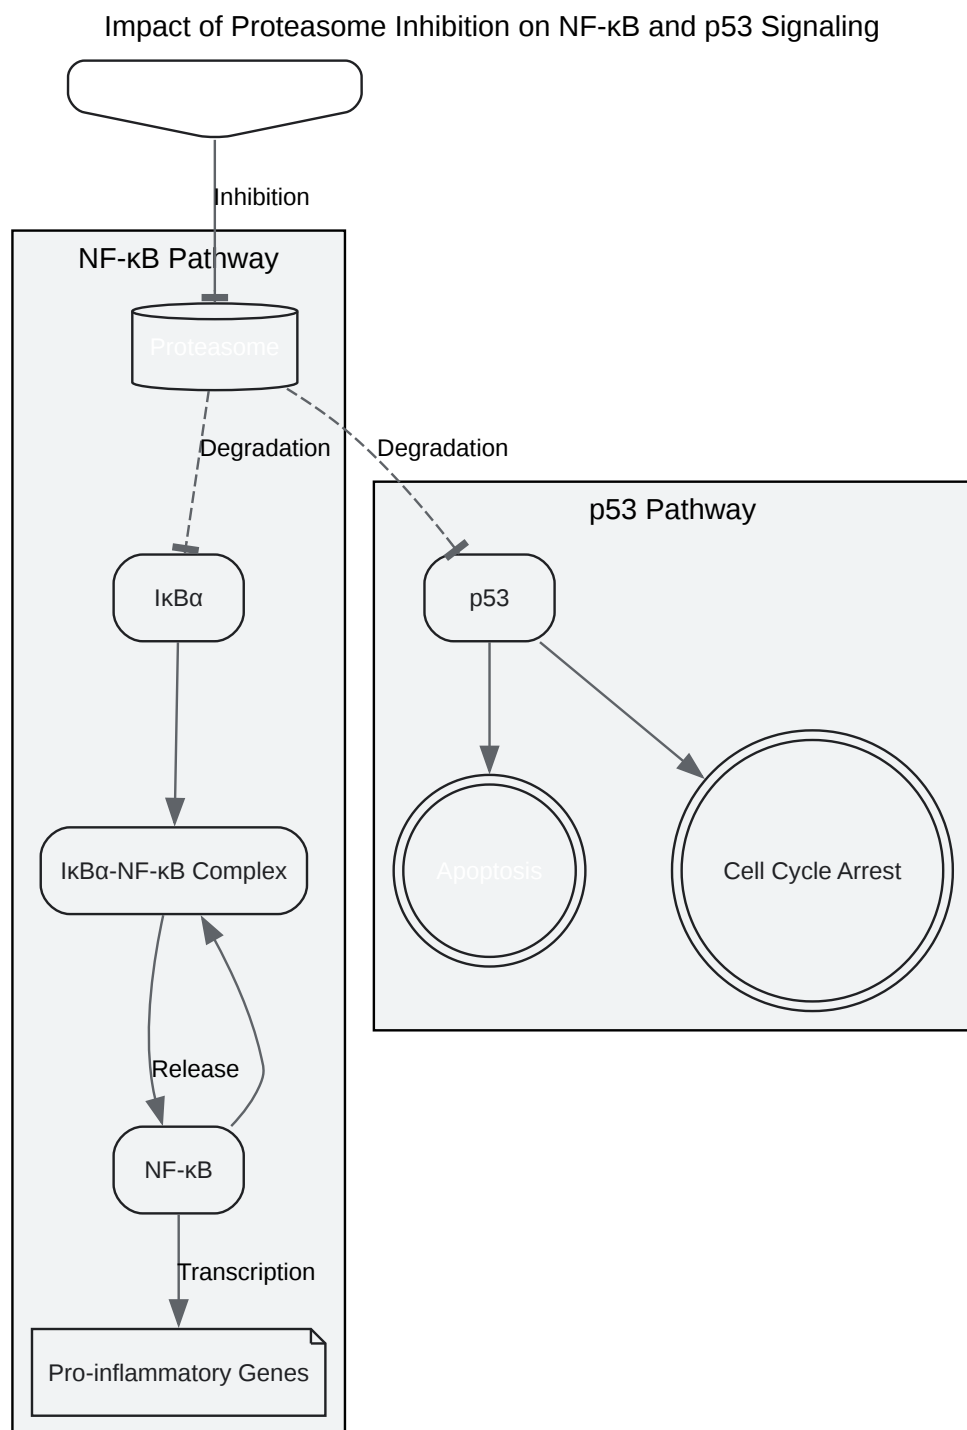 Impact of Proteasome Inhibition on NF-κB and p53 Signaling
Inhibition
NF-κB Pathway
Proteasome
Degradation
Degradation
p53 Pathway
IκBα
p53
IκBα-NF-κB Complex
Apoptosis
Cell Cycle Arrest
Release
NF-κB
Transcription
Pro-inflammatory Genes